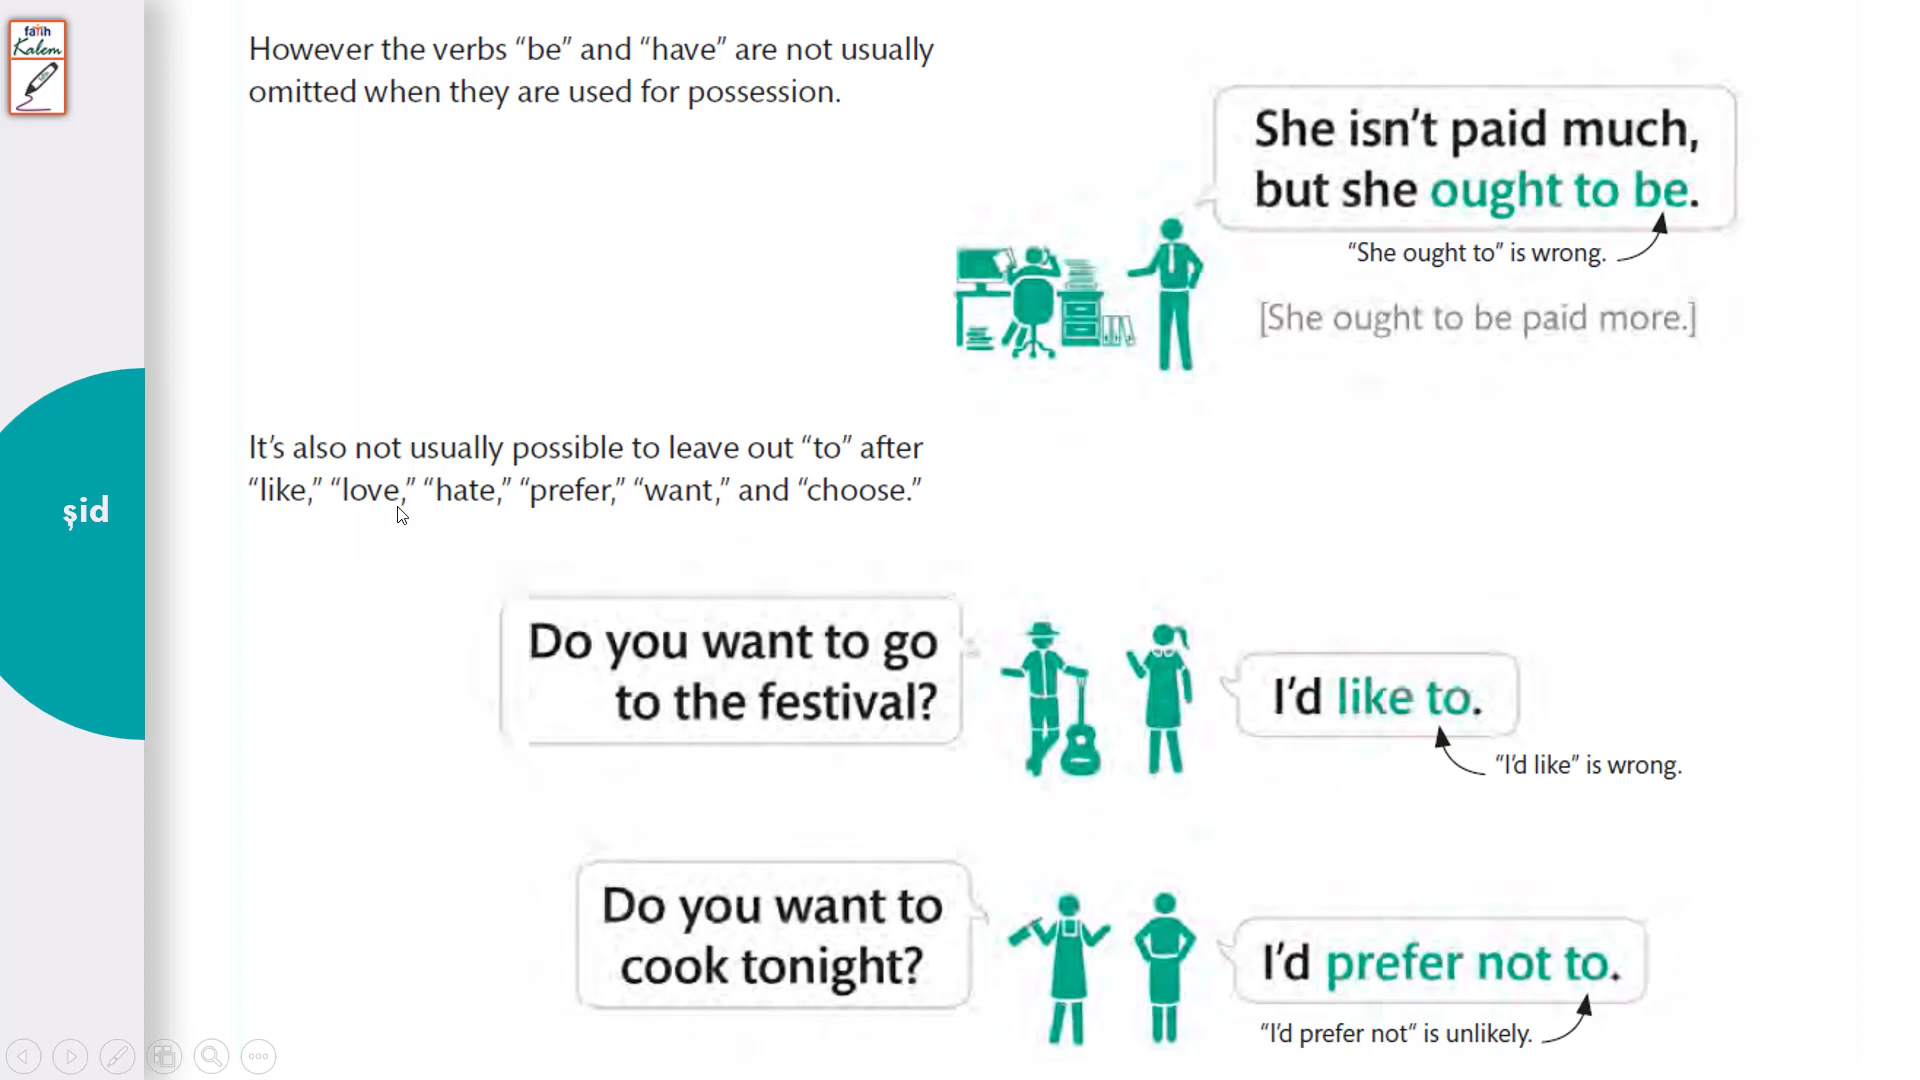 fatih
Kalem
However the verbs “be” and “have” are not usually
omitted when they are used for possession.
She isn’t paid much,
but she ought to be.
“She ought to” is wrong.
[She ought to be paid more.]
It’s also not usually possible to leave out “to” after
“like,” “love,” “hate,” “prefer,” “want,” and “choose.”
şid
Do you want to go
to the festival?
I’d like to.
“I’d like” is wrong.
Do you want to
cook tonight?
I’d prefer not to.
“I’d prefer not” is unlikely.